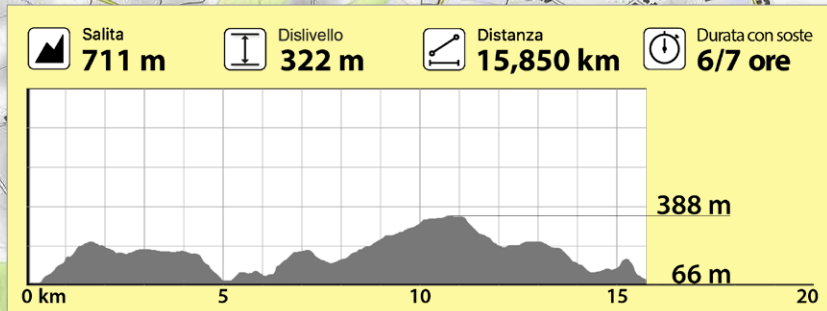 Salita
711 m
Dislivello
322 m
Distanza
15,850 km
Durata con soste
6/7 ore
388 m
66 m
0 km 5 10 15 20